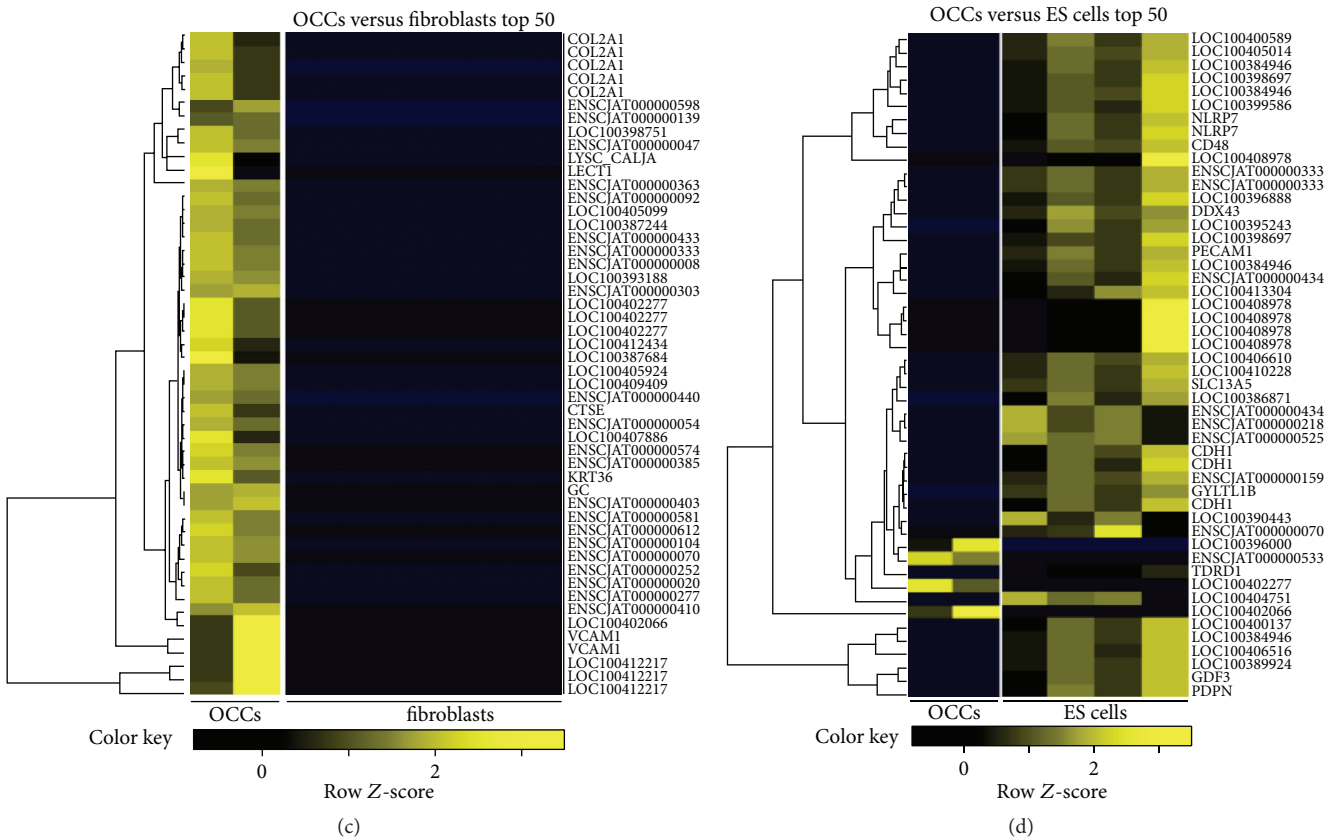 OCCs versus fibroblasts top 50
COL2A1
COL2A1
COL2A1
COL2A1
COL2A1
ENSCJAT000000598
ENSCJAT000000139
LOC100398751
ENSCJAT000000047
LYSC_CALJA
LECT1
ENSCJAT000000363
ENSCJAT000000092
LOC100405099
LOC100387244
ENSCJAT000000433
ENSCJAT000000333
ENSCJAT000000008
LOC100393188
ENSCJAT000000303
LOC100402277
LOC100402277
LOC100402277
LOC100412434
LOC100387684
LOC100405924
LOC100409409
ENSCJAT000000440
CTSE
ENSCJAT000000054
LOC100407886
ENSCJAT000000574
ENSCJAT000000385
KRT36
GC
ENSCJAT000000403
ENSCJAT000000581
ENSCJAT000000612
ENSCJAT000000104
ENSCJAT000000070
ENSCJAT000000252
ENSCJAT000000020
ENSCJAT000000277
ENSCJAT000000410
LOC100402066
VCAM1
VCAM1
LOC100412217
LOC100412217
LOC100412217
OCCs fibroblasts
Color key
0 2
Row Z-score
(c)
OCCs versus ES cells top 50
LOC100400589
LOC100405014
LOC100384946
LOC100398697
LOC100384946
LOC100399586
NLRP7
NLRP7
CD48
LOC100408978
ENSCJAT000000333
ENSCJAT000000333
LOC100396888
DDX43
LOC100395243
LOC100398697
PECAM1
LOC100384946
ENSCJAT000000434
LOC100413304
LOC100408978
LOC100408978
LOC100408978
LOC100408978
LOC100406610
LOC100410228
SLC13A5
LOC100386871
ENSCJAT000000434
ENSCJAT000000218
ENSCJAT000000525
CDH1
CDH1
ENSCJAT000000159
GYLTL1B
CDH1
LOC100390443
ENSCJAT000000070
LOC100396000
ENSCJAT000000533
TDRD1
LOC100402277
LOC100404751
LOC100402066
LOC100400137
LOC100384946
LOC100406516
LOC100389924
GDF3
PDPN
OCCs ES cells
Color key
0 2
Row Z-score
(d)